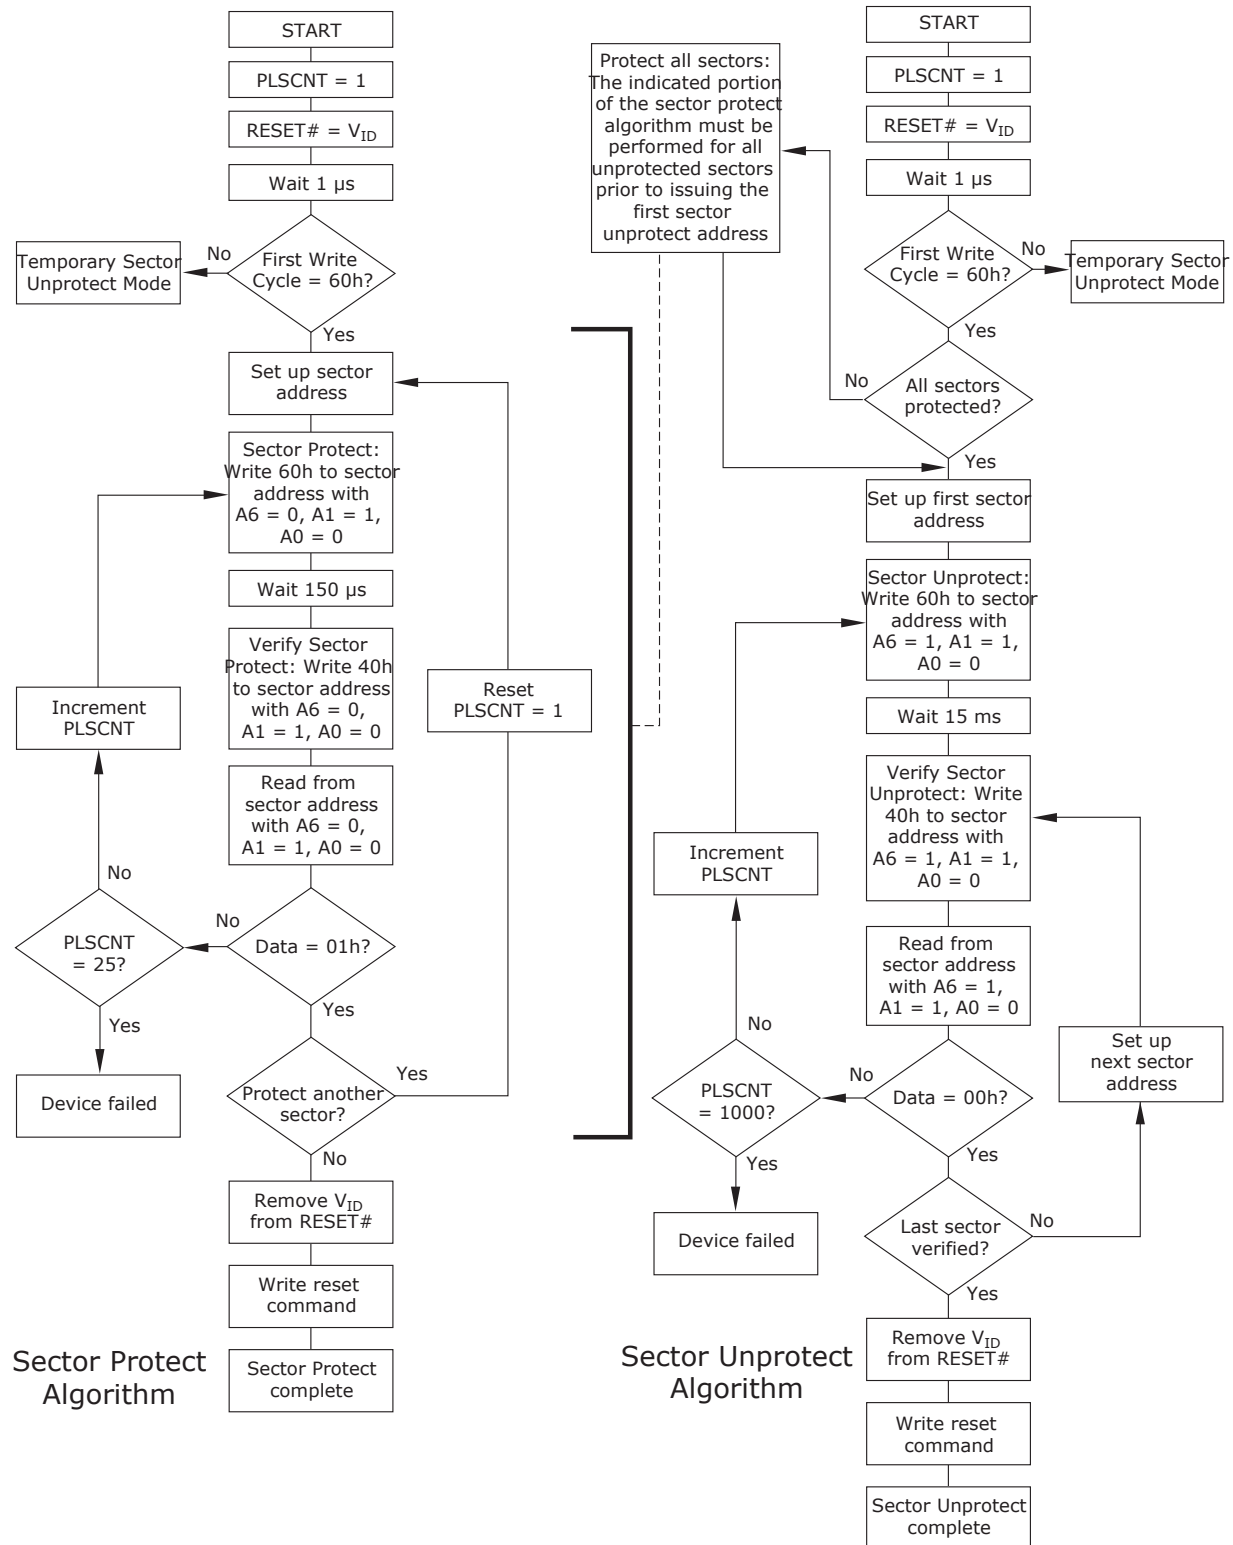 START
PLSCNT = 1
RESET# = VID
Wait 1 µs
First Write
Cycle = 60h?
No
Temporary Sector
Unprotect Mode
Yes
Set up sector
address
Sector Protect:
Write 60h to sector
address with
A6 = 0, A1 = 1,
A0 = 0
Wait 150 µs
Verify Sector
Protect: Write 40h
to sector address
with A6 = 0,
A1 = 1, A0 = 0
Read from
sector address
with A6 = 0,
A1 = 1, A0 = 0
Data = 01h?
No
PLSCNT
= 25?
No
Increment
PLSCNT
Yes
Device failed
Yes
Protect another
sector?
Yes
Reset
PLSCNT = 1
No
Remove VID
from RESET#
Write reset
command
Sector Protect
complete
Sector Protect
Algorithm
Protect all sectors:
The indicated portion
of the sector protect
algorithm must be
performed for all
unprotected sectors
prior to issuing the
first sector
unprotect address
START
PLSCNT = 1
RESET# = VID
Wait 1 µs
First Write
Cycle = 60h?
No
Temporary Sector
Unprotect Mode
Yes
All sectors
protected?
No
Yes
Set up first sector
address
Sector Unprotect:
Write 60h to sector
address with
A6 = 1, A1 = 1,
A0 = 0
Wait 15 ms
Verify Sector
Unprotect: Write
40h to sector
address with
A6 = 1, A1 = 1,
A0 = 0
Read from
sector address
with A6 = 1,
A1 = 1, A0 = 0
Data = 00h?
No
PLSCNT
= 1000?
No
Increment
PLSCNT
Yes
Device failed
Yes
Last sector
verified?
No
Set up
next sector
address
Yes
Remove VID
from RESET#
Write reset
command
Sector Unprotect
complete
Sector Unprotect
Algorithm